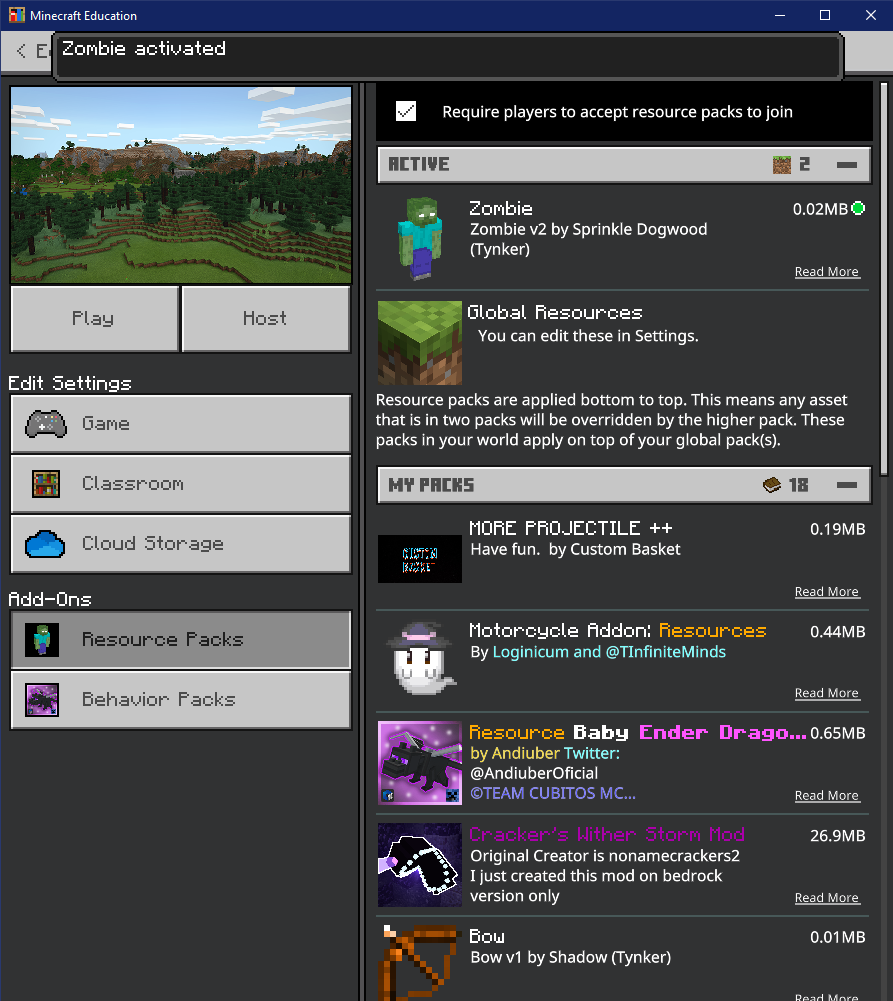 Minecraft Education
Zombie activated
Require players to accept resource packs to join
ACTIVE
2
Zombie
0.02MB
Zombie v2 by Sprinkle Dogwood
(Tynker)
Read More
Play
Host
Global Resources
You can edit these in Settings.
Resource packs are applied bottom to top. This means any asset
that is in two packs will be overridden by the higher pack. These
packs in your world apply on top of your global pack(s).
Edit Settings
Game
Classroom
Cloud Storage
Add-Ons
Resource Packs
Behavior Packs
MY PACKS
18
MORE PROJECTILE ++
0.19MB
Have fun. by Custom Basket
CUSTOM
BASKET
Read More
Motorcycle Addon: Resources
0.44MB
By Loginicum and @TInfiniteMinds
Read More
Resource Baby Ender Drago...
0.65MB
by Andiuber Twitter:
@AndiuberOficial
©TEAM CUBITOS MC...
Read More
Cracker's Wither Storm Mod
26.9MB
Original Creator is nonamecrackers2
I just created this mod on bedrock
version only
Read More
Bow
0.01MB
Bow v1 by Shadow (Tynker)
Read More